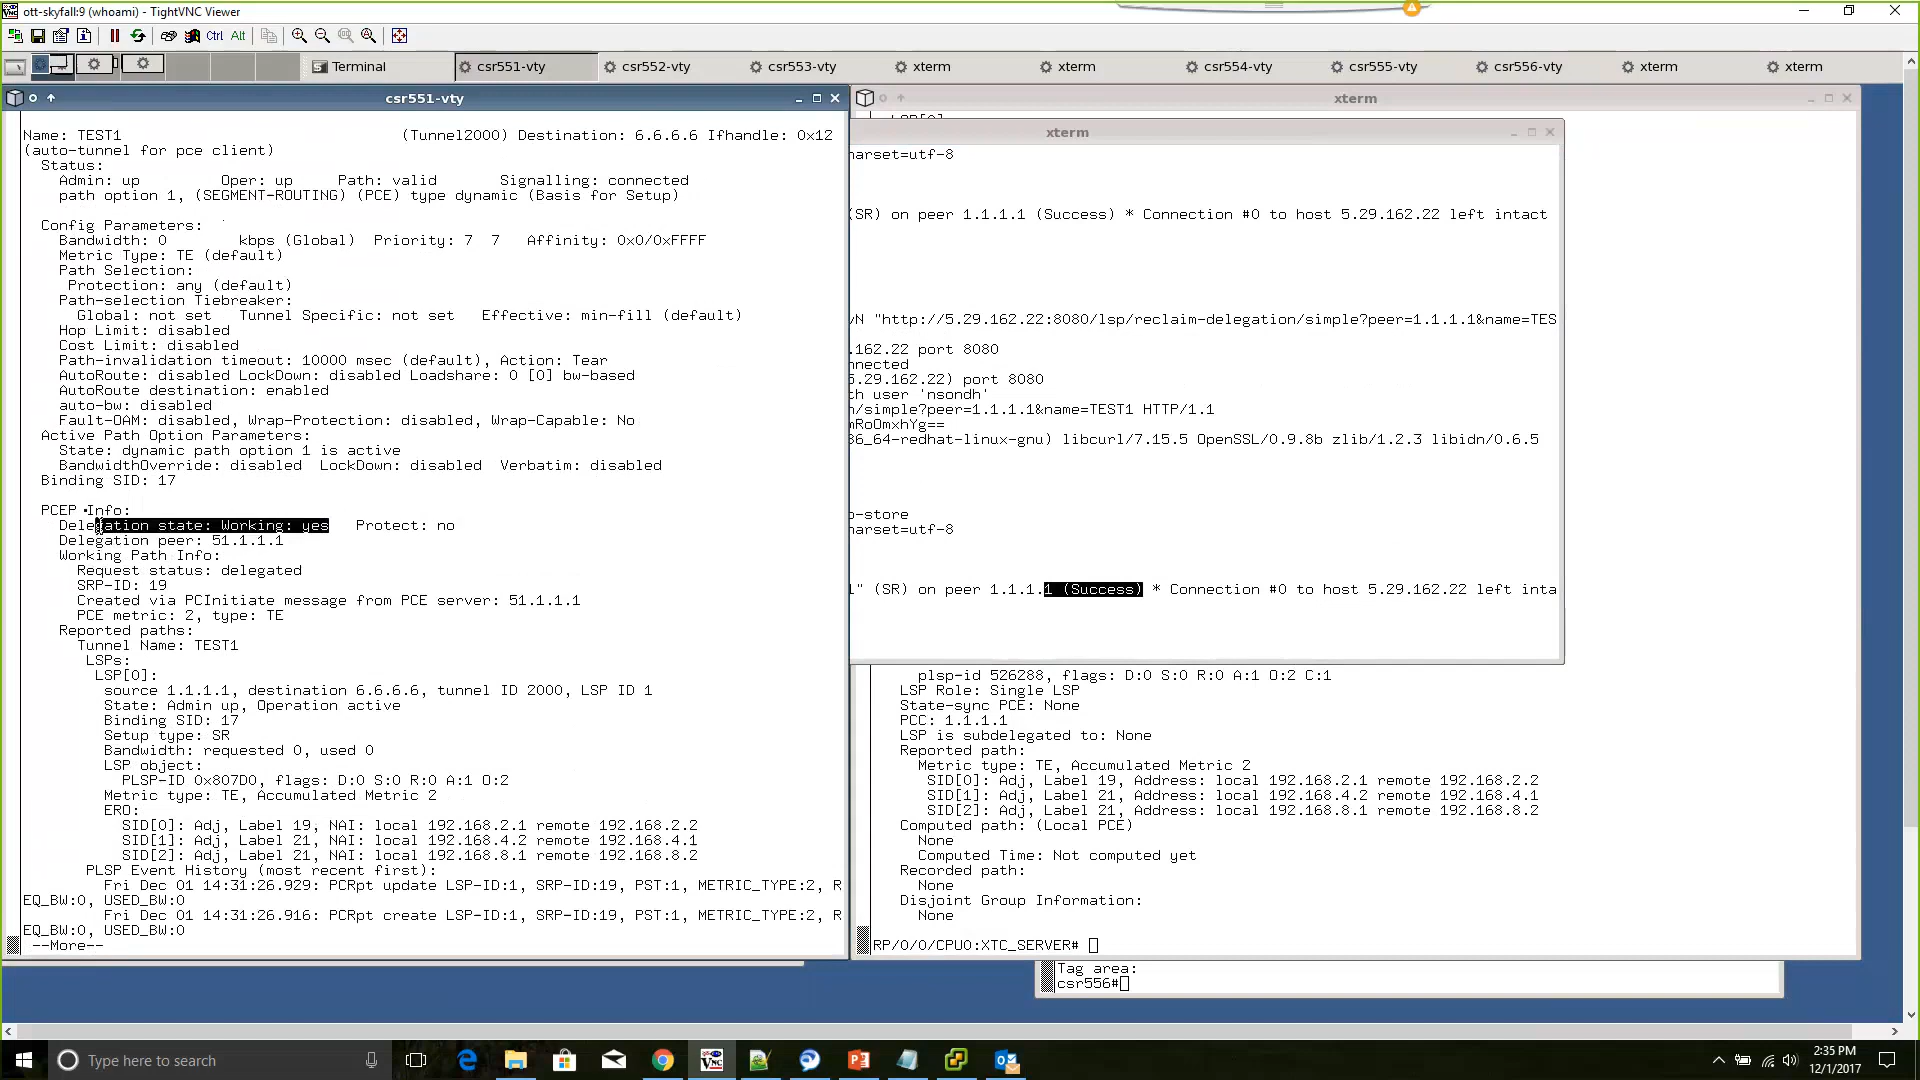 ott-skyfall:9 (whoami) - TightVNC Viewer
Ctrl Alt
Terminal
csr551-vty
csr552-vty
csr553-vty
xterm
xterm
csr554-vty
csr555-vty
csr556-vty
xterm
xterm
csr551-vty
Name: TEST1 (Tunnel2000) Destination: 6.6.6.6 Ifhandle: 0x12
(auto-tunnel for pce client)
Status:
Admin: up Oper: up Path: valid Signalling: connected
path option 1, (SEGMENT-ROUTING) (PCE) type dynamic (Basis for Setup)
Config Parameters:
Bandwidth: 0 kbps (Global) Priority: 7 7 Affinity: 0x0/0xFFFF
Metric Type: TE (default)
Path Selection:
Protection: any (default)
Path-selection Tiebreaker:
Global: not set Tunnel Specific: not set Effective: min-fill (default)
Hop Limit: disabled
Cost Limit: disabled
Path-invalidation timeout: 10000 msec (default), Action: Tear
AutoRoute: disabled LockDown: disabled Loadshare: 0 [0] bw-based
AutoRoute destination: enabled
auto-bw: disabled
Fault-OAM: disabled, Wrap-Protection: disabled, Wrap-Capable: No
Active Path Option Parameters:
State: dynamic path option 1 is active
BandwidthOverride: disabled LockDown: disabled Verbatim: disabled
Binding SID: 17
PCEP Info:
Delegation state: Working: yes Protect: no
Delegation peer: 51.1.1.1
Working Path Info:
Request status: delegated
SRP-ID: 19
Created via PCInitiate message from PCE server: 51.1.1.1
PCE metric: 2, type: TE
Reported paths:
Tunnel Name: TEST1
LSPs:
LSP[0]:
source 1.1.1.1, destination 6.6.6.6, tunnel ID 2000, LSP ID 1
State: Admin up, Operation active
Binding SID: 17
Setup type: SR
Bandwidth: requested 0, used 0
LSP object:
PLSP-ID 0x807D0, flags: D:0 S:0 R:0 A:1 O:2
Metric type: TE, Accumulated Metric 2
ERO:
SID[0]: Adj, Label 19, NAI: local 192.168.2.1 remote 192.168.2.2
SID[1]: Adj, Label 21, NAI: local 192.168.4.2 remote 192.168.4.1
SID[2]: Adj, Label 21, NAI: local 192.168.8.1 remote 192.168.8.2
PLSP Event History (most recent first):
Fri Dec 01 14:31:26.929: PCRpt update LSP-ID:1, SRP-ID:19, PST:1, METRIC_TYPE:2, R
EQ_BW:0, USED_BW:0
Fri Dec 01 14:31:26.916: PCRpt create LSP-ID:1, SRP-ID:19, PST:1, METRIC_TYPE:2, R
EQ_BW:0, USED_BW:0
--More--
xterm
xterm
harset=utf-8
(SR) on peer 1.1.1.1 (Success) * Connection #0 to host 5.29.162.22 left intact
vN "http://5.29.162.22:8080/lsp/reclaim-delegation/simple?peer=1.1.1.1&name=TES
.162.22 port 8080
nnected
5.29.162.22) port 8080
th user 'nsondh'
n/simple?peer=1.1.1.1&name=TEST1 HTTP/1.1
mRoOmxhYg==
86_64-redhat-linux-gnu) libcurl/7.15.5 OpenSSL/0.9.8b zlib/1.2.3 libidn/0.6.5
o-store
harset=utf-8
1" (SR) on peer 1.1.1.1 (Success) * Connection #0 to host 5.29.162.22 left inta
plsp-id 526288, flags: D:0 S:0 R:0 A:1 O:2 C:1
LSP Role: Single LSP
State-sync PCE: None
PCC: 1.1.1.1
LSP is subdelegated to: None
Reported path:
Metric type: TE, Accumulated Metric 2
SID[0]: Adj, Label 19, Address: local 192.168.2.1 remote 192.168.2.2
SID[1]: Adj, Label 21, Address: local 192.168.4.2 remote 192.168.4.1
SID[2]: Adj, Label 21, Address: local 192.168.8.1 remote 192.168.8.2
Computed path: (Local PCE)
None
Computed Time: Not computed yet
Recorded path:
None
Disjoint Group Information:
None
RP/0/0/CPU0:XTC_SERVER#
Tag area:
csr556#
Type here to search
2:35 PM
12/1/2017